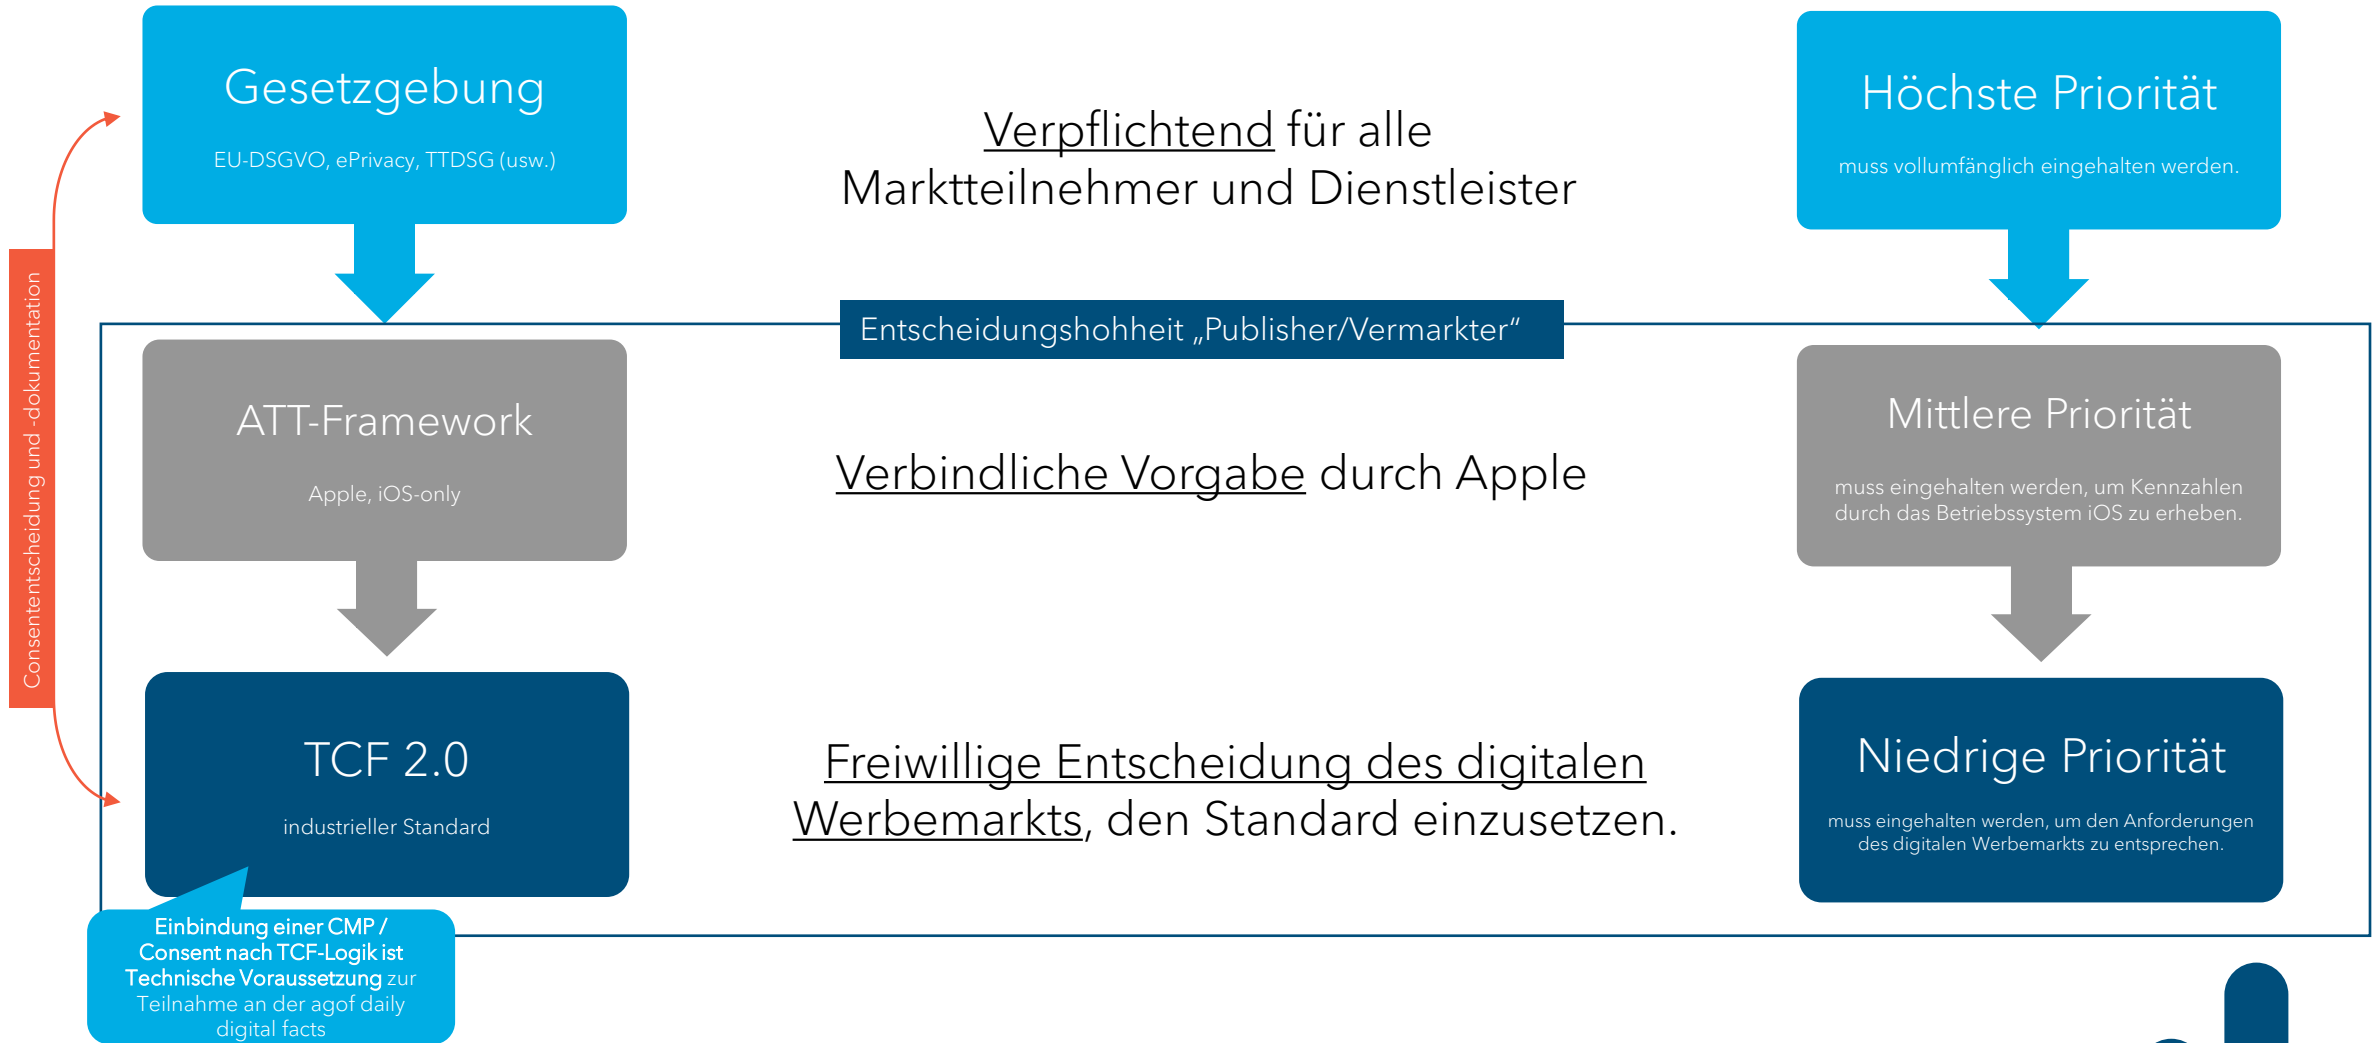 Gesetzgebung
EU-DSGVO, ePrivacy, TTDSG (usw.)
Verpflichtend für alle
Marktteilnehmer und Dienstleister
Höchste Priorität
muss vollumfänglich eingehalten werden.
Consententscheidung und -dokumentation
Entscheidungshohheit „Publisher/Vermarkter“
ATT-Framework
Apple, iOS-only
Verbindliche Vorgabe durch Apple
Mittlere Priorität
muss eingehalten werden, um Kennzahlen
durch das Betriebssystem iOS zu erheben.
TCF 2.0
industrieller Standard
Freiwillige Entscheidung des digitalen
Werbemarkts, den Standard einzusetzen.
Niedrige Priorität
muss eingehalten werden, um den Anforderungen
des digitalen Werbemarkts zu entsprechen.
Einbindung einer CMP /
Consent nach TCF-Logik ist
Technische Voraussetzung zur
Teilnahme an der agof daily
digital facts